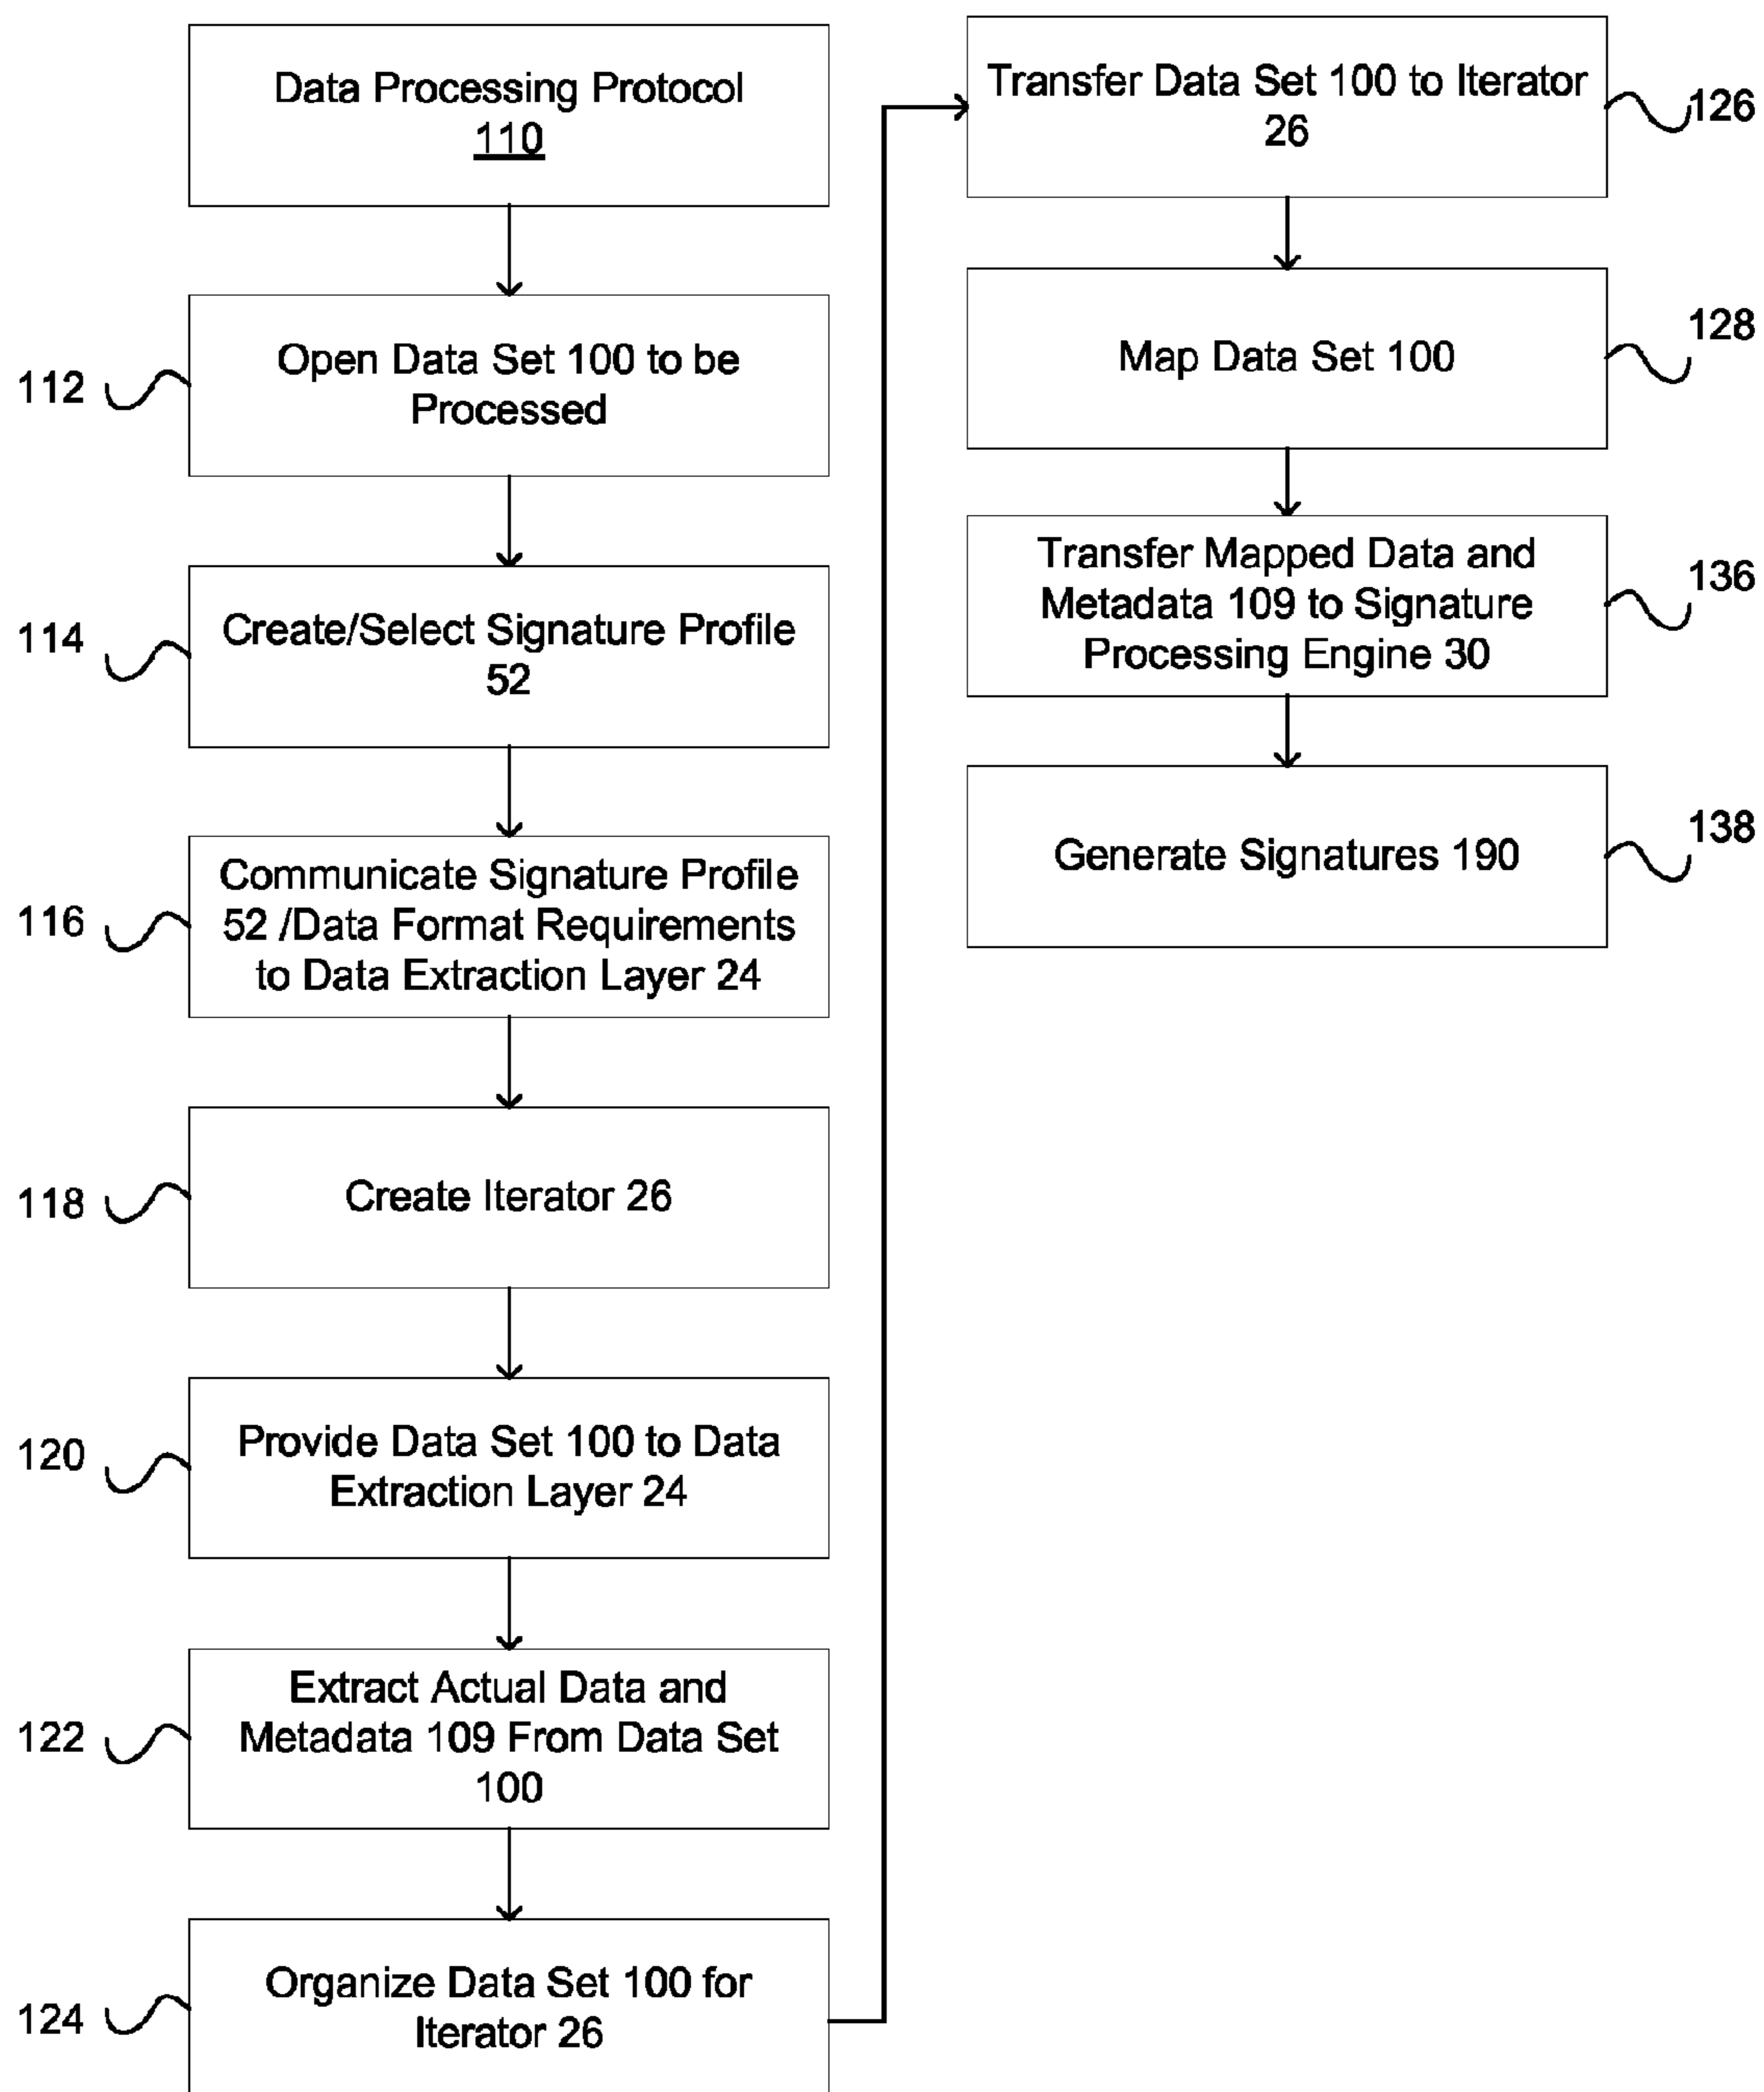 Data Processing Protocol
110
112
Open Data Set 100 to be
Processed
114
Create/Select Signature Profile
52
116
Communicate Signature Profile
52 /Data Format Requirements
to Data Extraction Layer 24
118
Create Iterator 26
120
Provide Data Set 100 to Data
Extraction Layer 24
122
Extract Actual Data and
Metadata 109 From Data Set
100
124
Organize Data Set 100 for
Iterator 26
Transfer Data Set 100 to Iterator
26
126
Map Data Set 100
128
Transfer Mapped Data and
Metadata 109 to Signature
Processing Engine 30
136
Generate Signatures 190
138